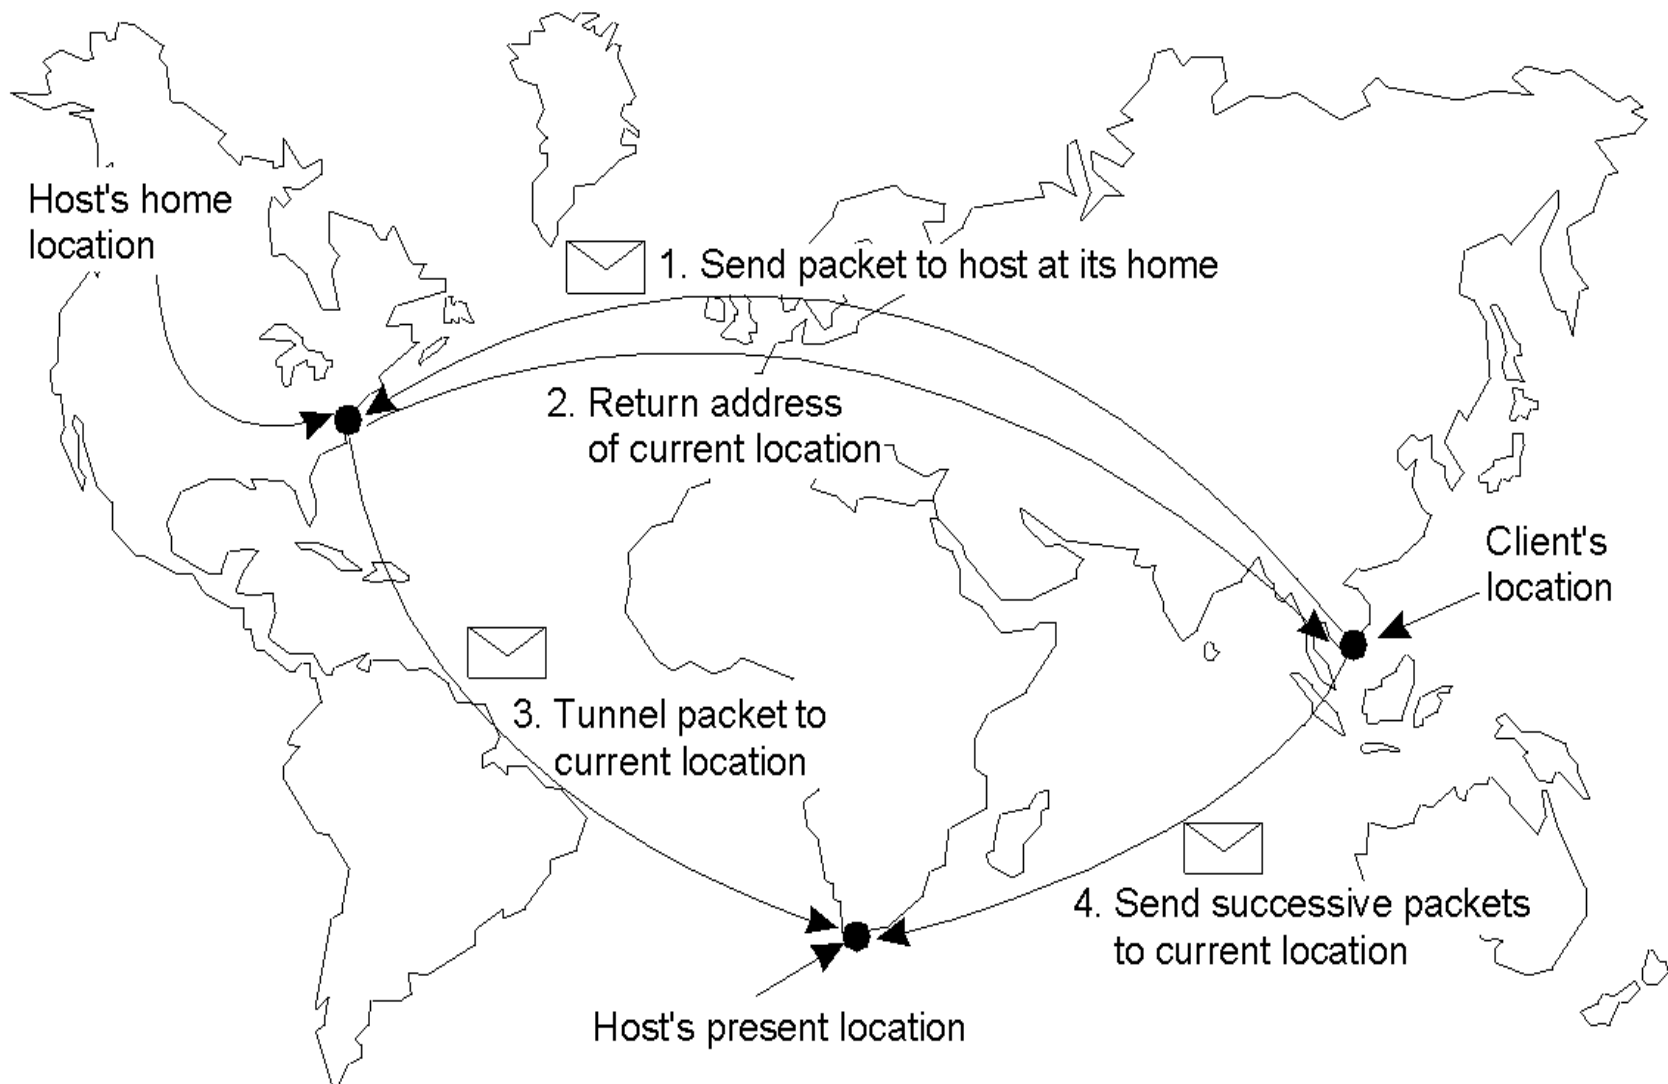 Host's home
location
1. Send packet to host at its home
2. Return address
of current location
Client's
location
3. Tunnel packet to
current location
4. Send successive packets
to current location
Host's present location